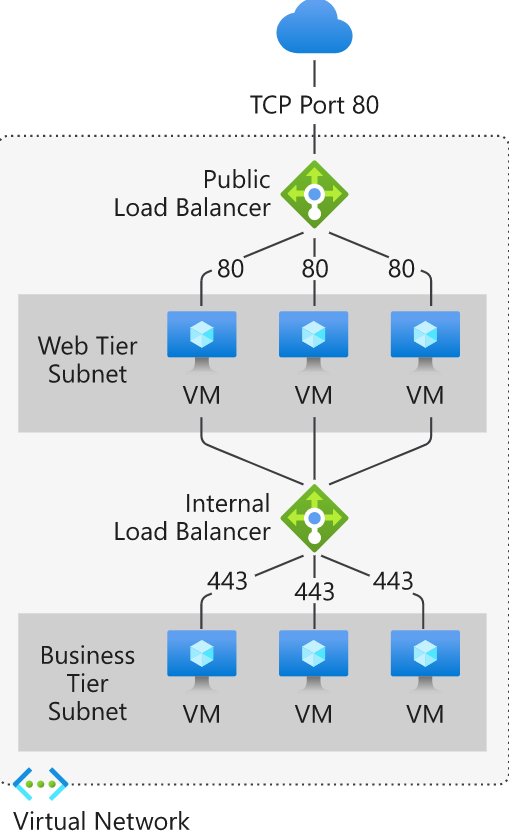 TCP Port 80
Public
Load Balancer
80 80 80
Web Tier
Subnet
VM VM VM
Internal
Load Balancer
443 443 443
Business
Tier
Subnet
VM VM VM
Virtual Network